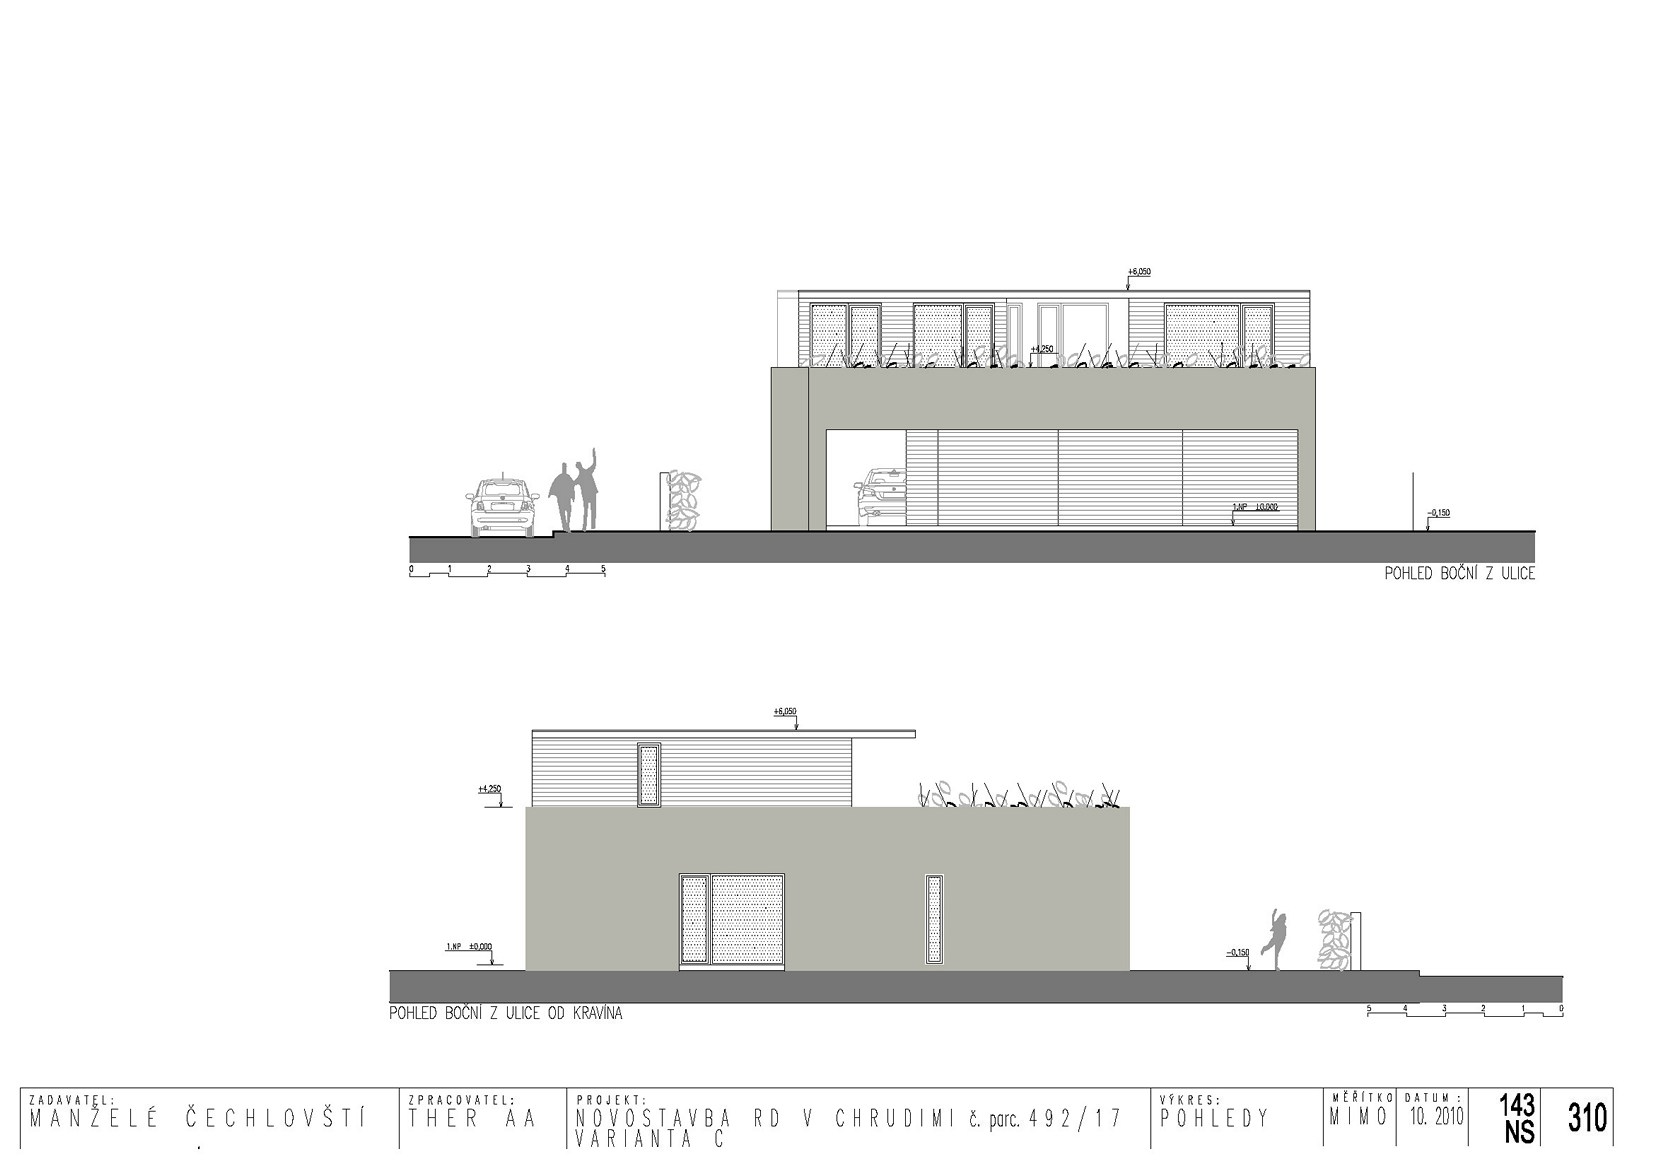 +6,050
+4,250
1.NP ±0,000
-0,150
0 1 2 3 4 5
POHLED BOČNÍ Z ULICE
+6,050
+4,250
1.NP ±0,000
-0,150
5 4 3 2 1 0
POHLED BOČNÍ Z ULICE OD KRAVÍNA
ZADAVATEL:
MANŽELÉ ČECHLOVŠTÍ
ZPRACOVATEL:
THER AA
PROJEKT:
NOVOSTAVBA RD V CHRUDIMI č. parc. 492/17
VARIANTA C
VÝKRES:
POHLEDY
MĚŘÍTKO
MIMO
DATUM :
10. 2010
143
NS
310